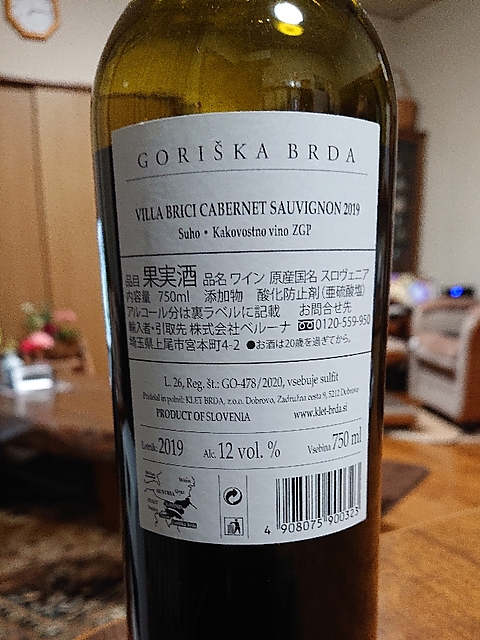 GORIŠKA BRDA
VILLA BRICI CABERNET SAUVIGNON 2019
Suho • Kakovostno vino ZGP
品目 果実酒 品名 ワイン 原産国名 スロヴェニア
内容量 750ml 添加物 酸化防止剤(亜硫酸塩)
アルコール分は裏ラベルに記載 お問合せ先
輸入者・引取先 株式会社ベルーナ 0120-559-950
埼玉県上尾市宮本町4-2 ●お酒は20歳を過ぎてから。
L. 26, Reg. št.: GO-478/2020, vsebuje sulfit
Pridelal in polnil: KLET BRDA, z.o.o. Dobrovo, Zadružna cesta 9, 5212 Dobrovo
PRODUCT OF SLOVENIA www.klet-brda.si
Letnik: 2019 Alc. 12 vol. % Vsebina 750 ml
4 908075 900323